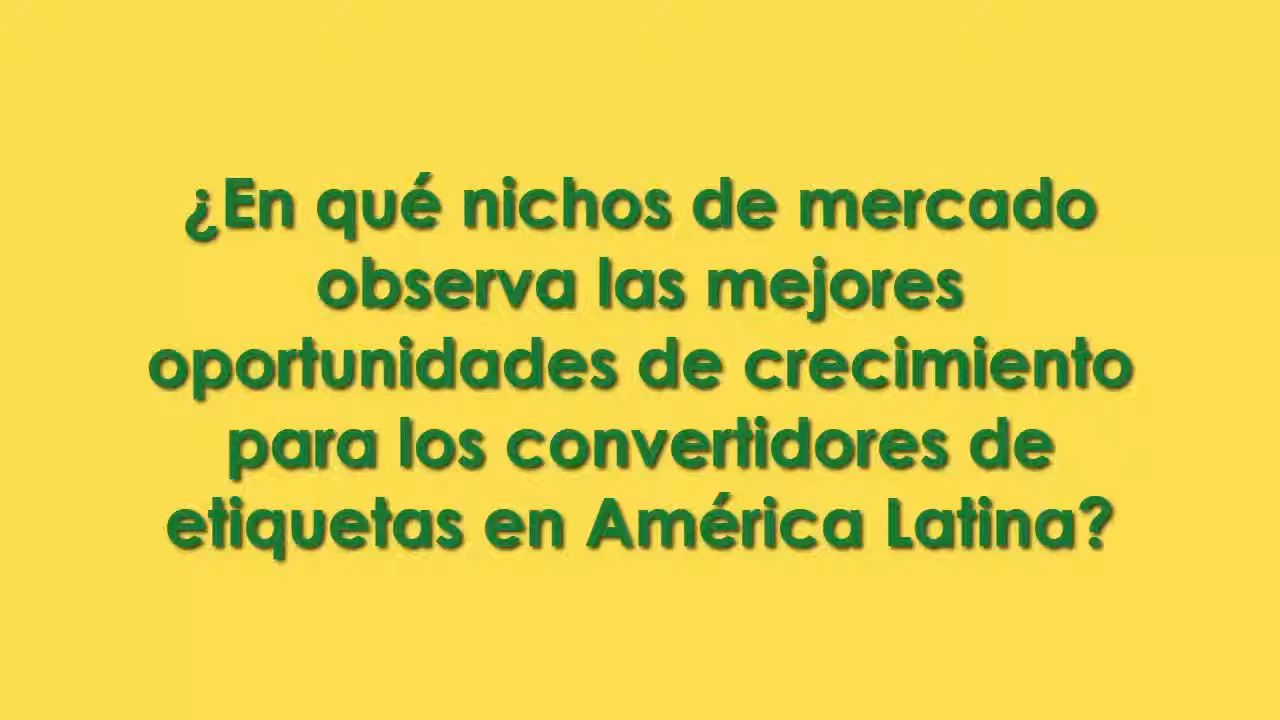 ¿En qué nichos de mercado
observa las mejores
oportunidades de crecimiento
para los convertidores de
etiquetas en América Latina?